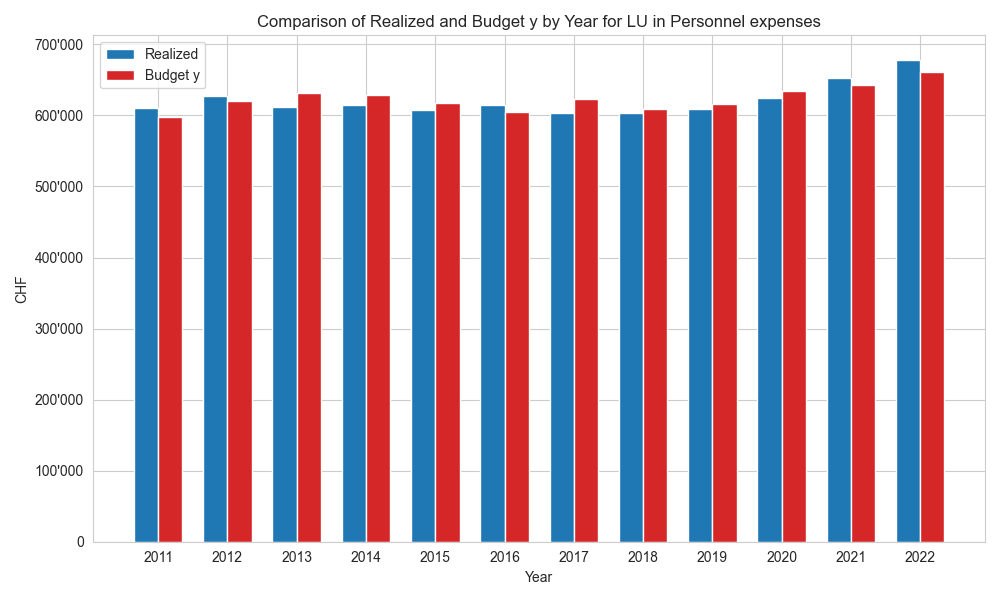 Comparison of Realized and Budget y by Year for LU in Personnel expenses
Realized
Budget y
700'000
600'000
500'000
400'000
300'000
200'000
100'000
0
CHF
2011 2012 2013 2014 2015 2016 2017 2018 2019 2020 2021 2022
Year